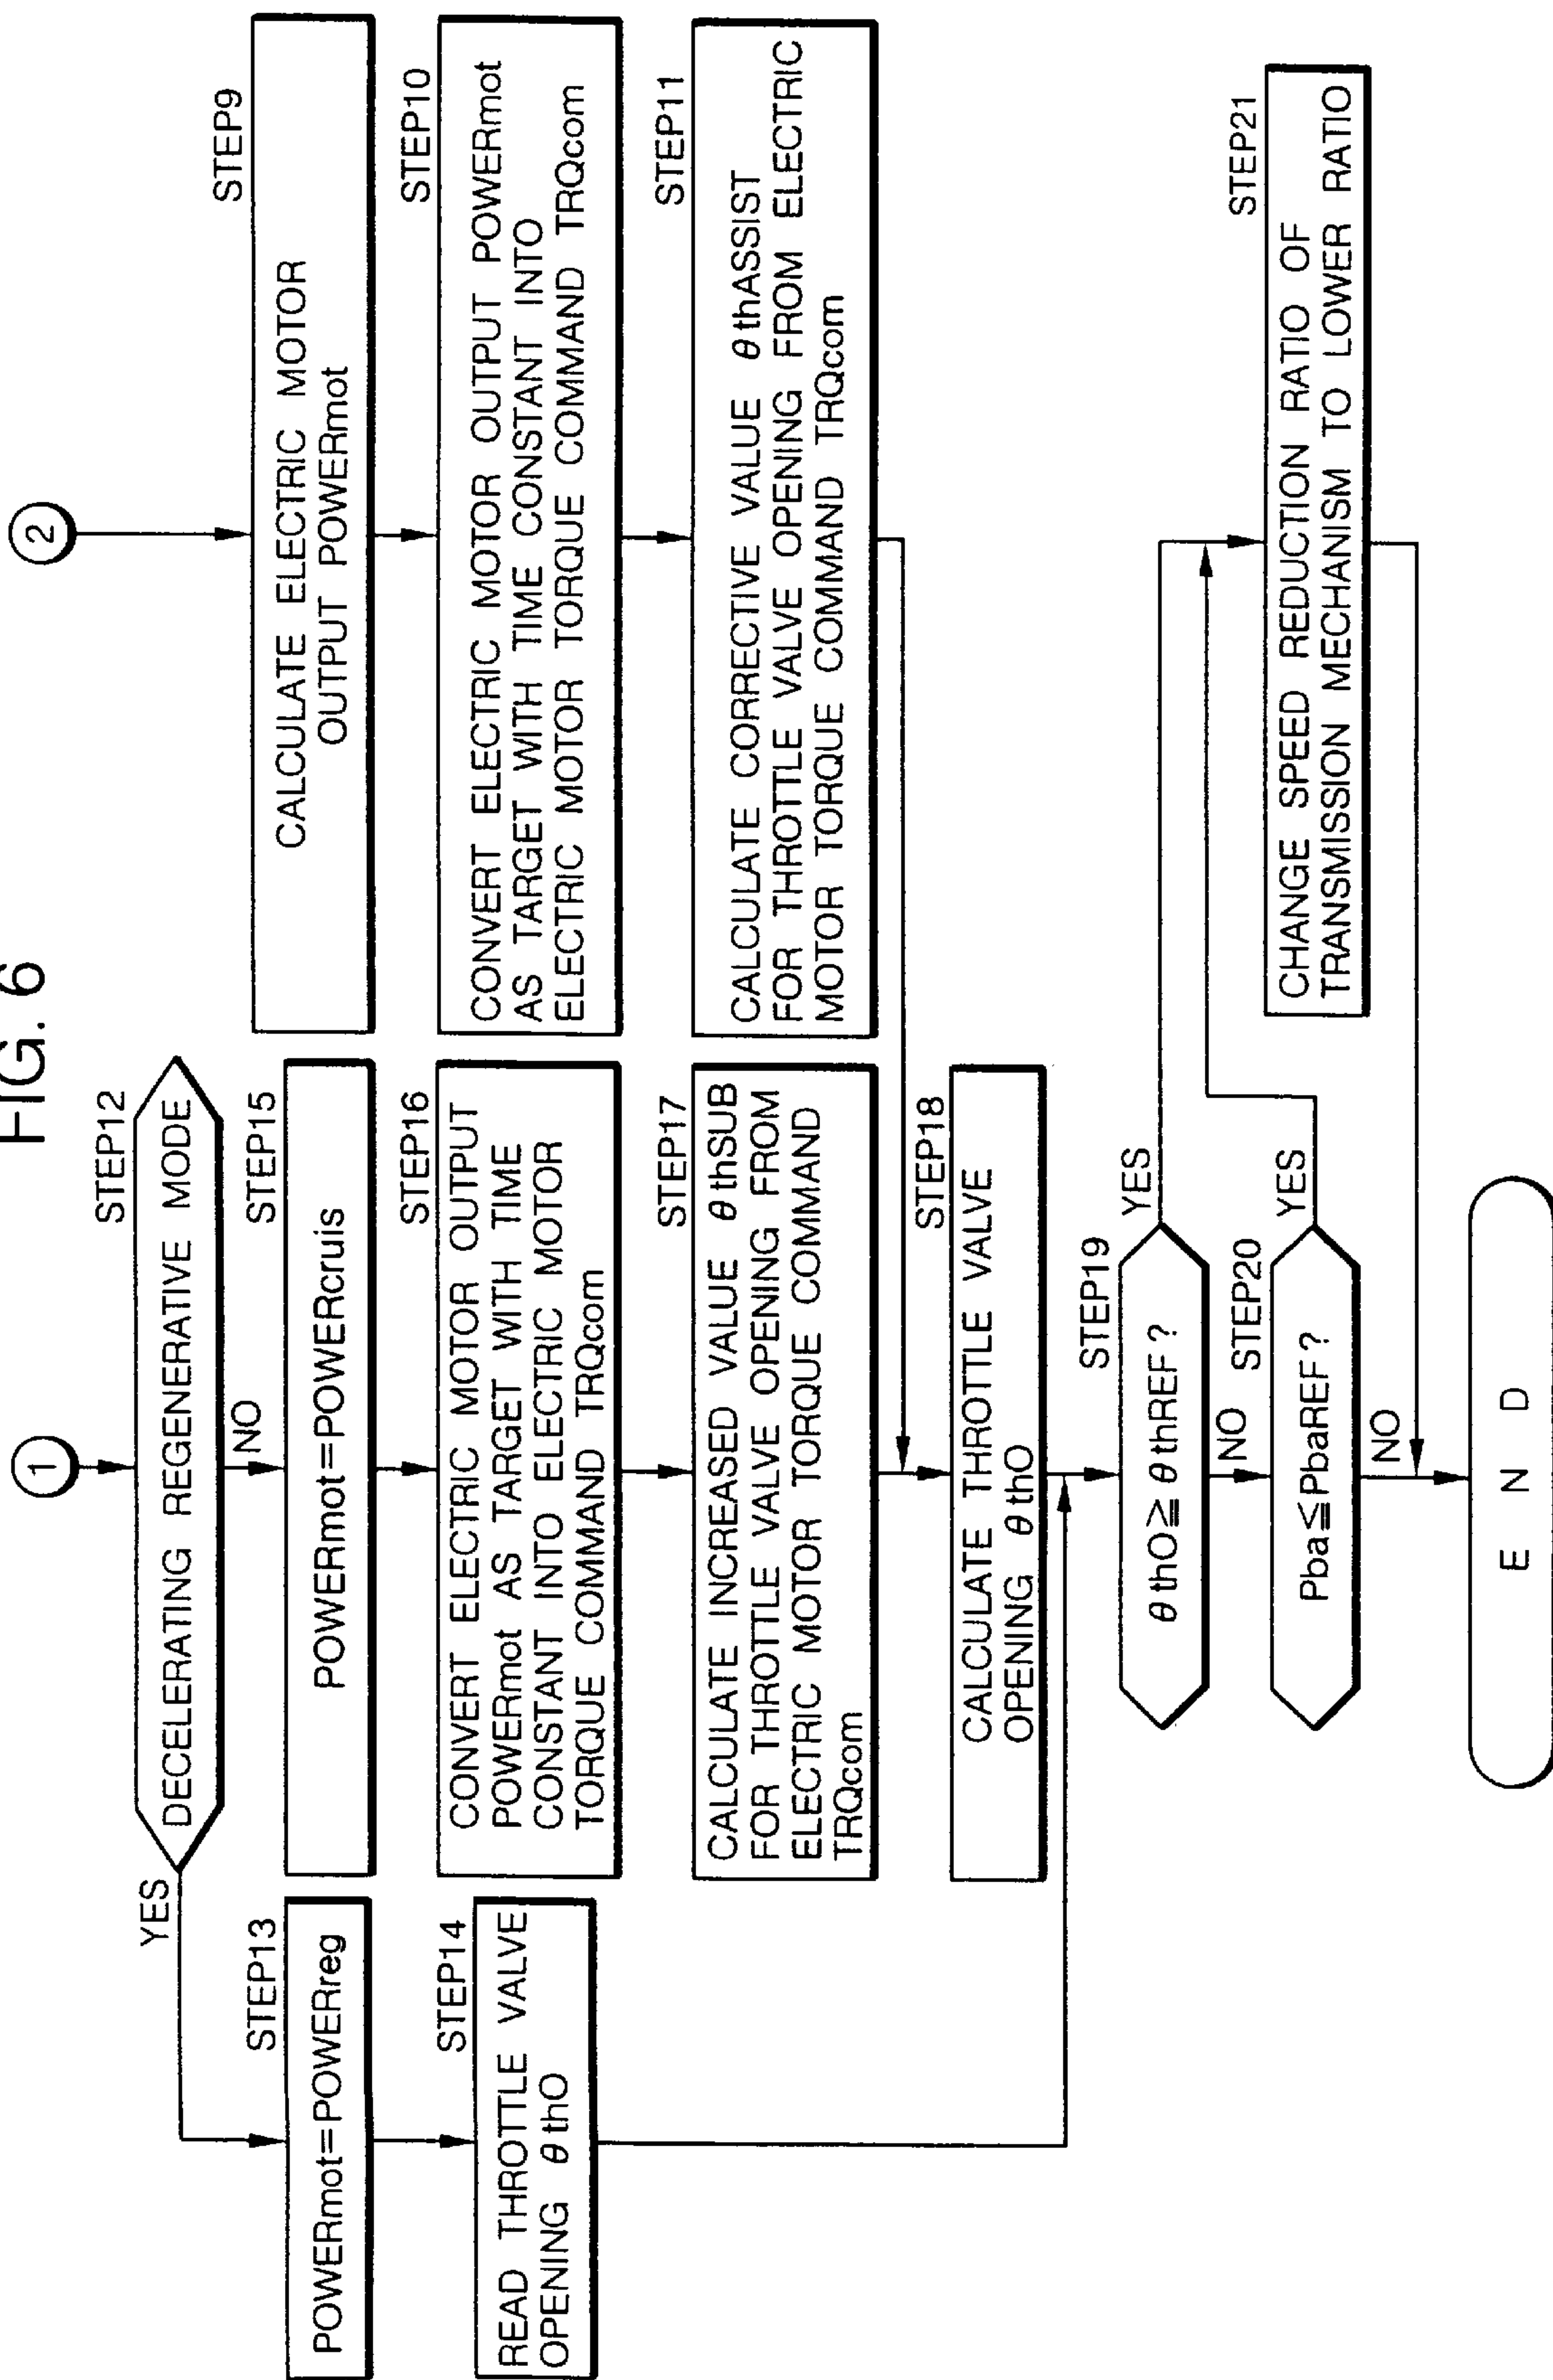 FIG. 6
1
STEP12
DECELERATING REGENERATIVE MODE
YES
NO
STEP13
POWERmot=POWERreg
STEP14
READ THROTTLE VALVE
OPENING θthO
STEP15
POWERmot=POWERcruis
STEP16
CONVERT ELECTRIC MOTOR OUTPUT
POWERmot AS TARGET WITH TIME
CONSTANT INTO ELECTRIC MOTOR
TORQUE COMMAND TRQcom
STEP17
CALCULATE INCREASED VALUE θthSUB
FOR THROTTLE VALVE OPENING FROM
ELECTRIC MOTOR TORQUE COMMAND
TRQcom
2
STEP9
CALCULATE ELECTRIC MOTOR
OUTPUT POWERmot
STEP10
CONVERT ELECTRIC MOTOR OUTPUT POWERmot
AS TARGET WITH TIME CONSTANT INTO
ELECTRIC MOTOR TORQUE COMMAND TRQcom
STEP11
CALCULATE CORRECTIVE VALUE θthASSIST
FOR THROTTLE VALVE OPENING FROM ELECTRIC
MOTOR TORQUE COMMAND TRQcom
STEP18
CALCULATE THROTTLE VALVE
OPENING θthO
STEP19
θthO≧θthREF?
YES
NO
STEP20
Pba≦PbaREF?
YES
NO
STEP21
CHANGE SPEED REDUCTION RATIO OF
TRANSMISSION MECHANISM TO LOWER RATIO
END